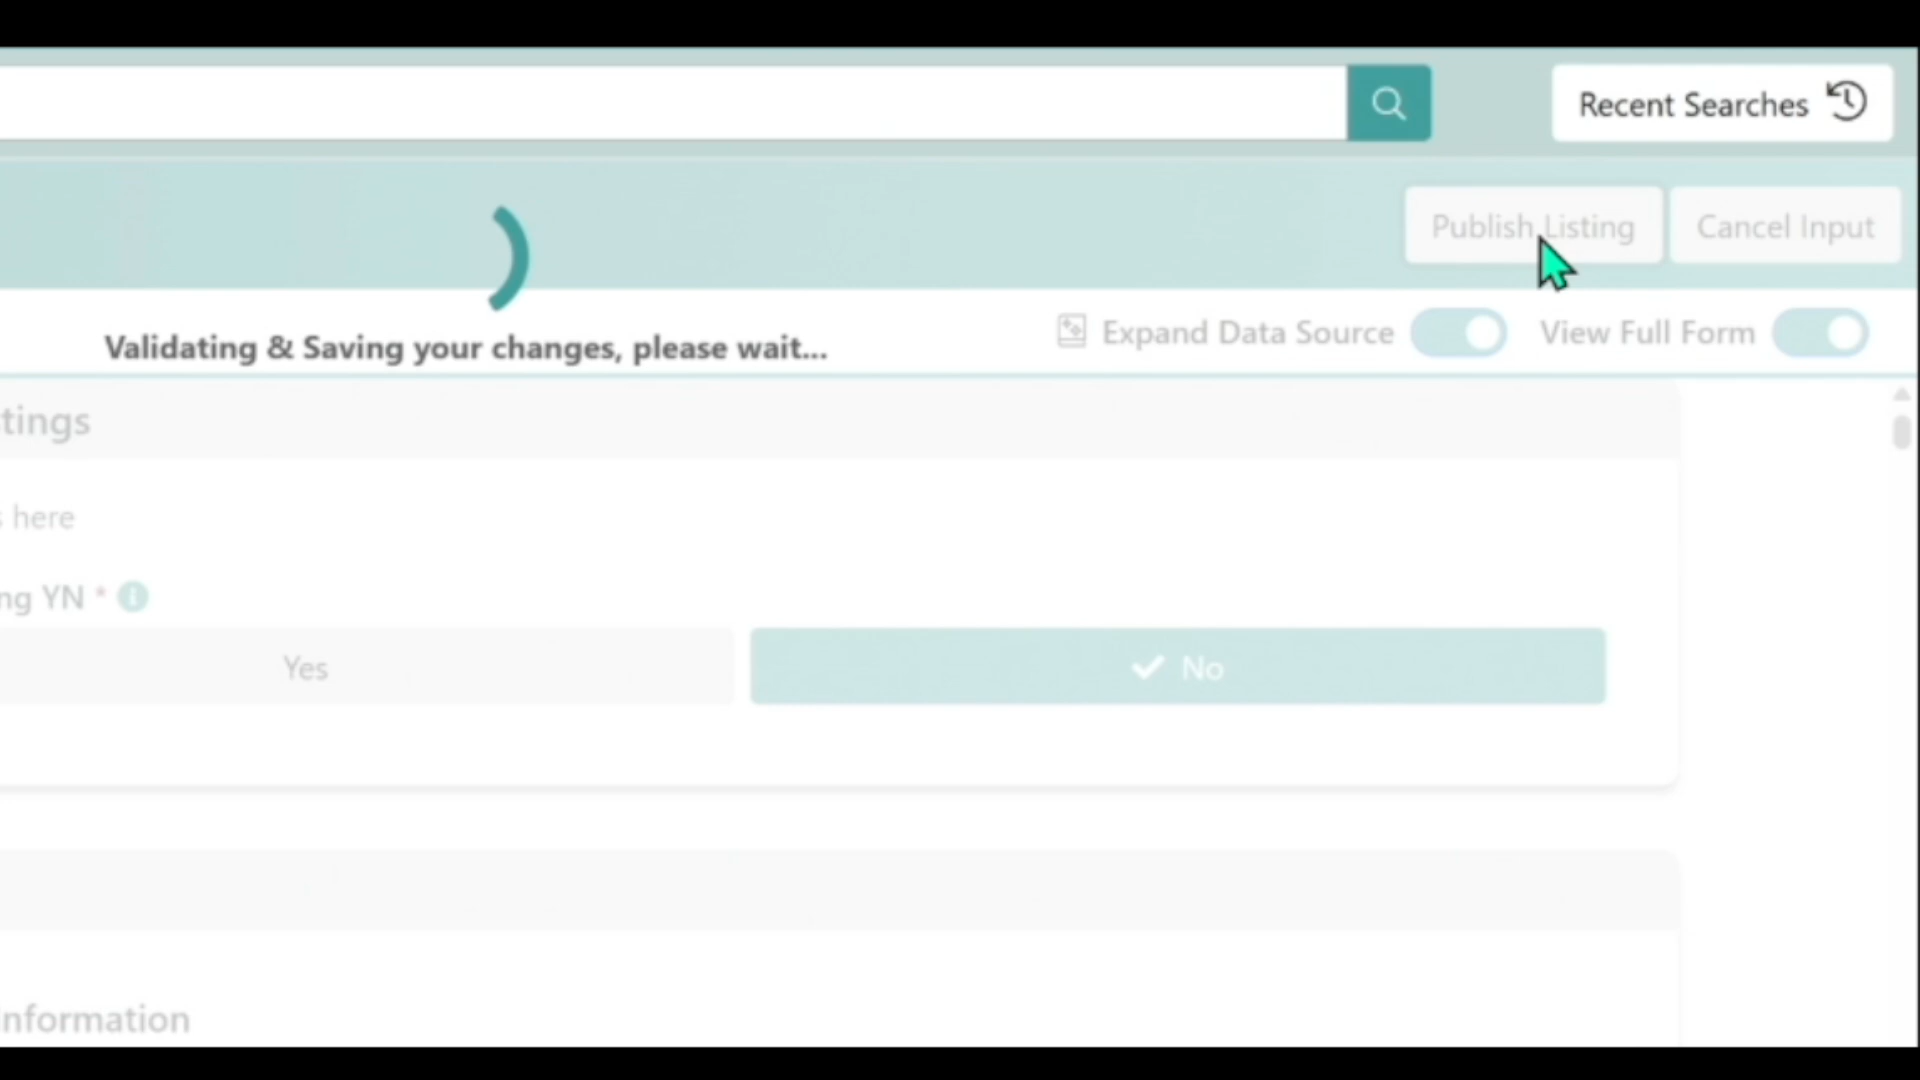 Recent Searches
Publish Listing Cancel Input
Validating & Saving your changes, please wait...
Expand Data Source View Full Form
tings
here
ng YN *
Yes No
nformation